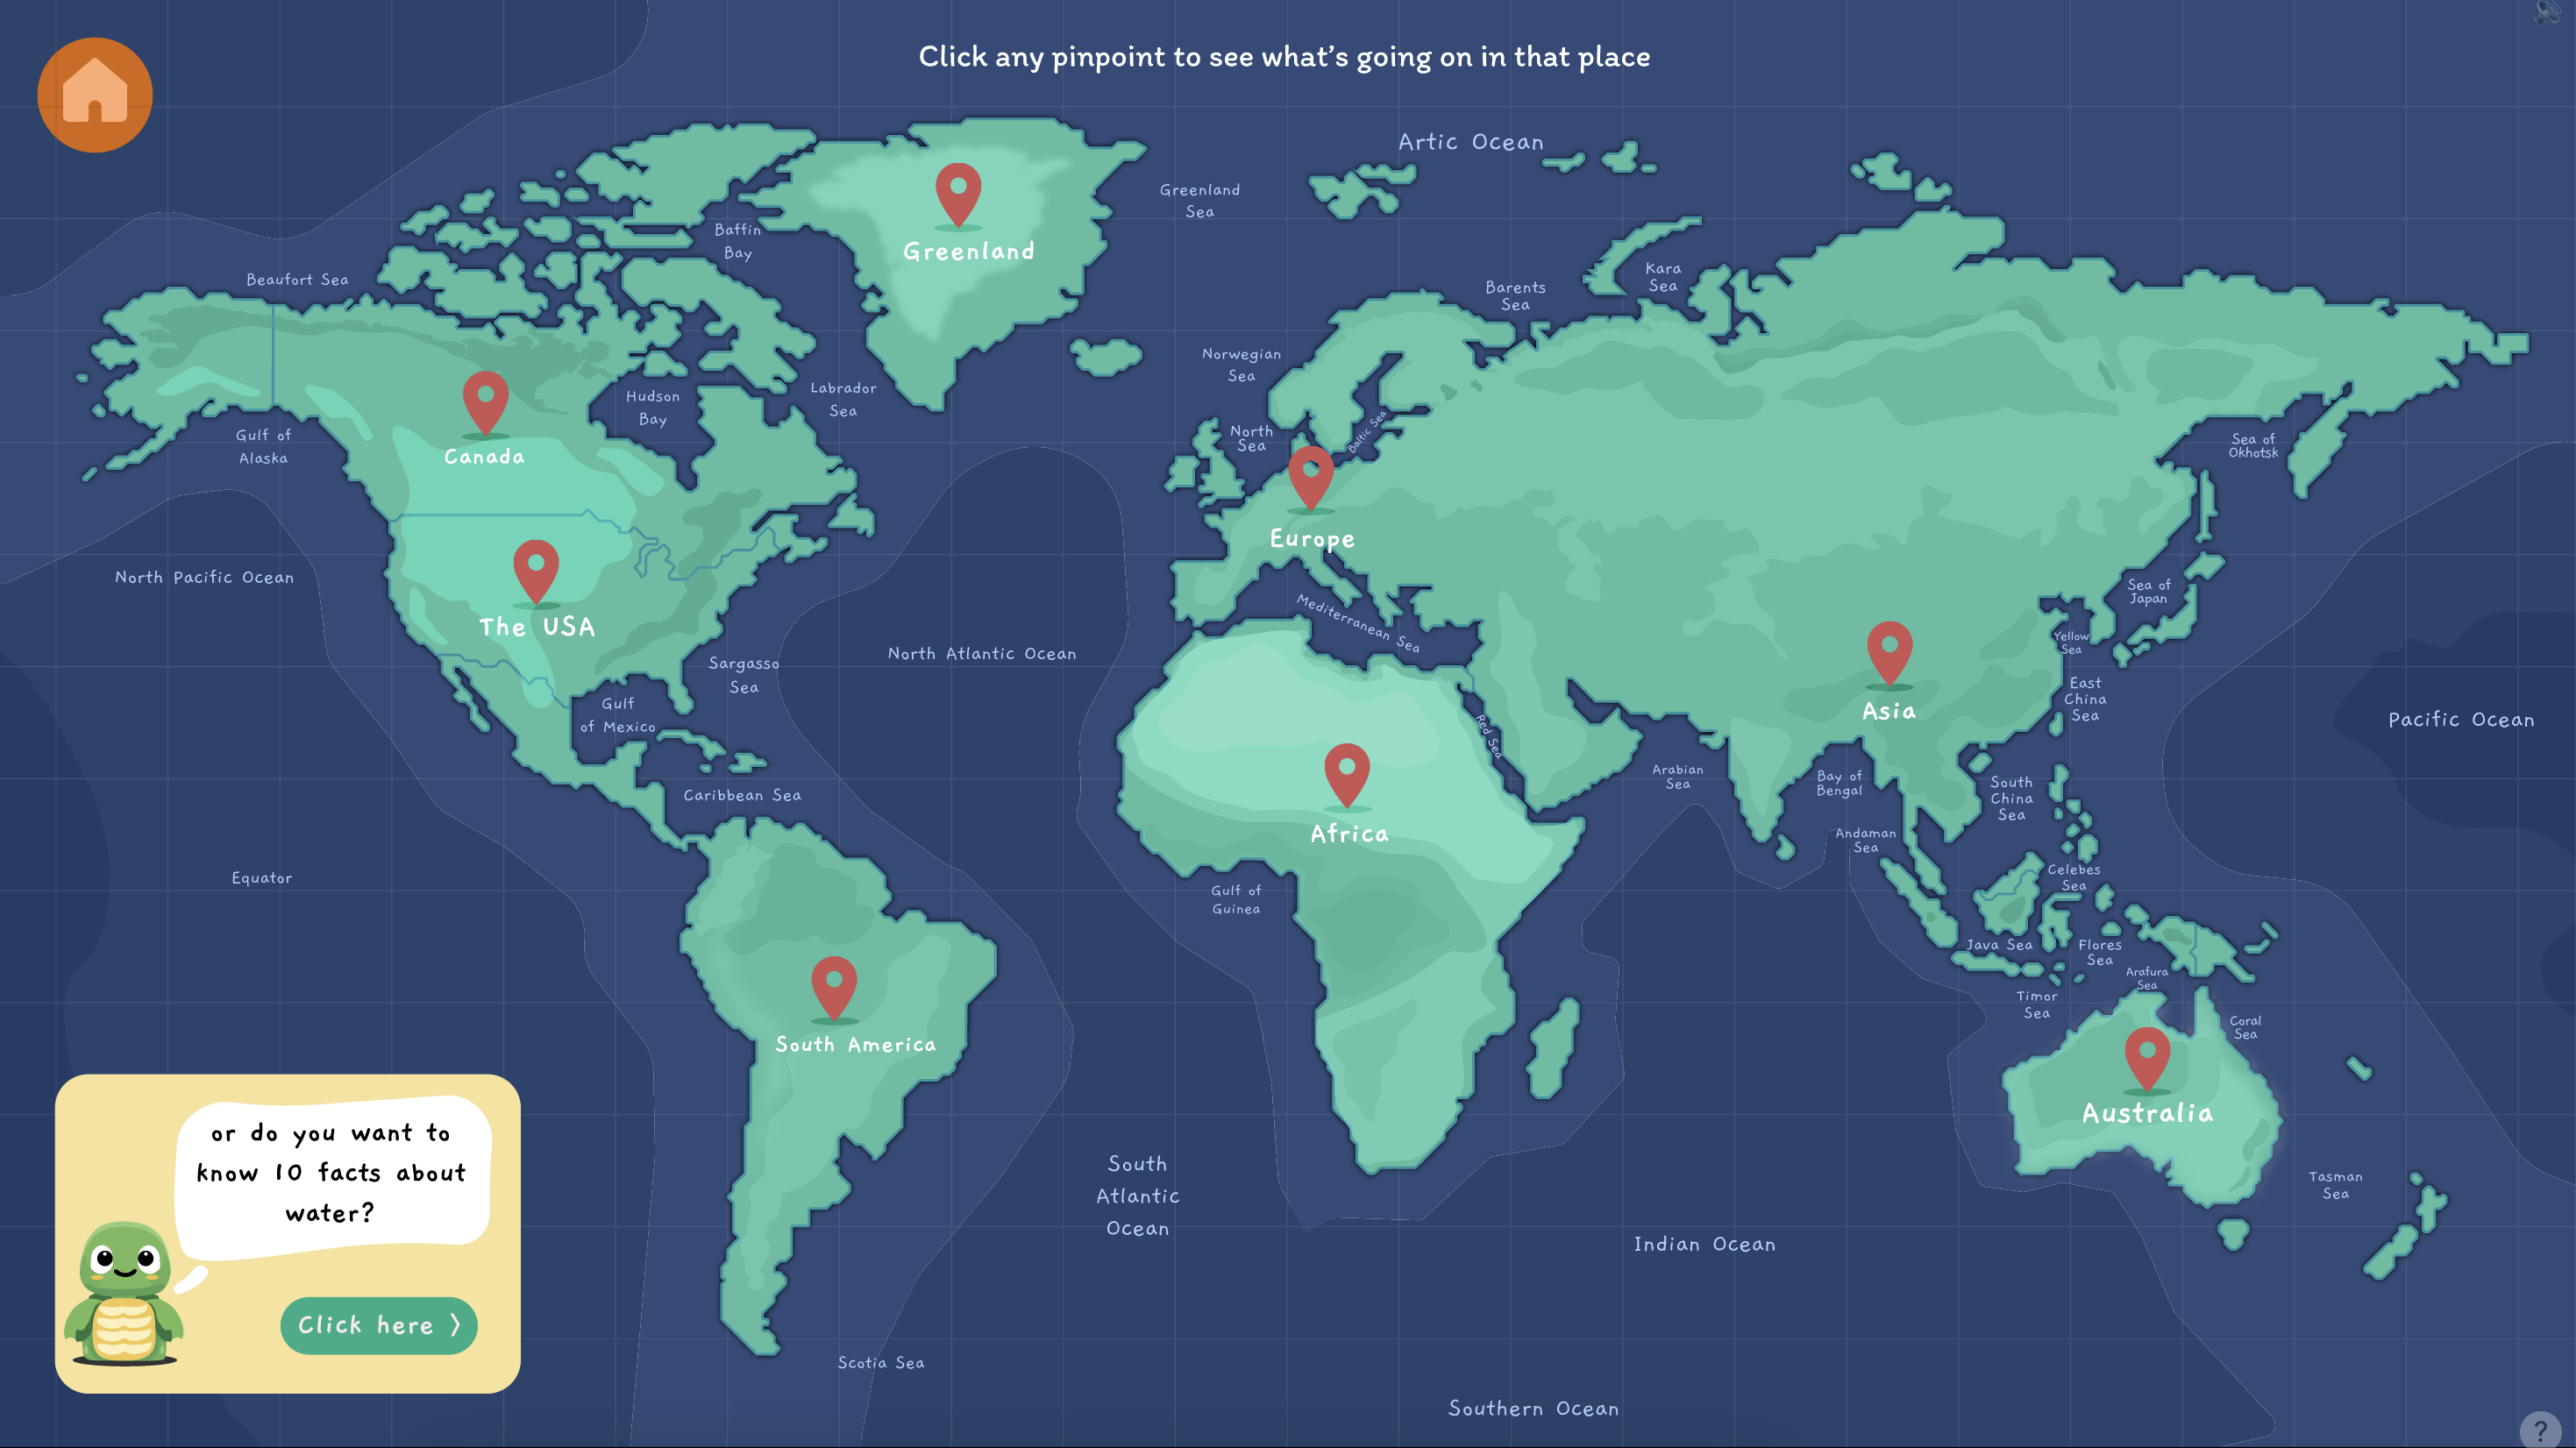 Click any pinpoint to see what's going on in that place
Artic Ocean
Greenland
Sea
Baffin
Bay
Greenland
Beaufort Sea
Kara
Sea
Barents
Sea
Norwegian
Sea
Labrador
Sea
Hudson
Bay
Gulf of
Alaska
Canada
North
Sea
Baltic Sea
Sea of
Okhotsk
Europe
North Pacific Ocean
The USA
Mediterranean Sea
Sea of
Japan
Yellow
Sea
North Atlantic Ocean
Sargasso
Sea
Gulf
of Mexico
Red Sea
Asia
East
China
Sea
Pacific Ocean
Caribbean Sea
Arabian
Sea
Bay of
Bengal
South
China
Sea
Africa
Andaman
Sea
Equator
Gulf of
Guinea
Celebes
Sea
Java Sea
Flores
Sea
Arafura
Sea
Timor
Sea
Coral
Sea
South America
Australia
or do you want to
know 10 facts about
water?
Click here >
South
Atlantic
Ocean
Tasman
Sea
Indian Ocean
Scotia Sea
Southern Ocean
?